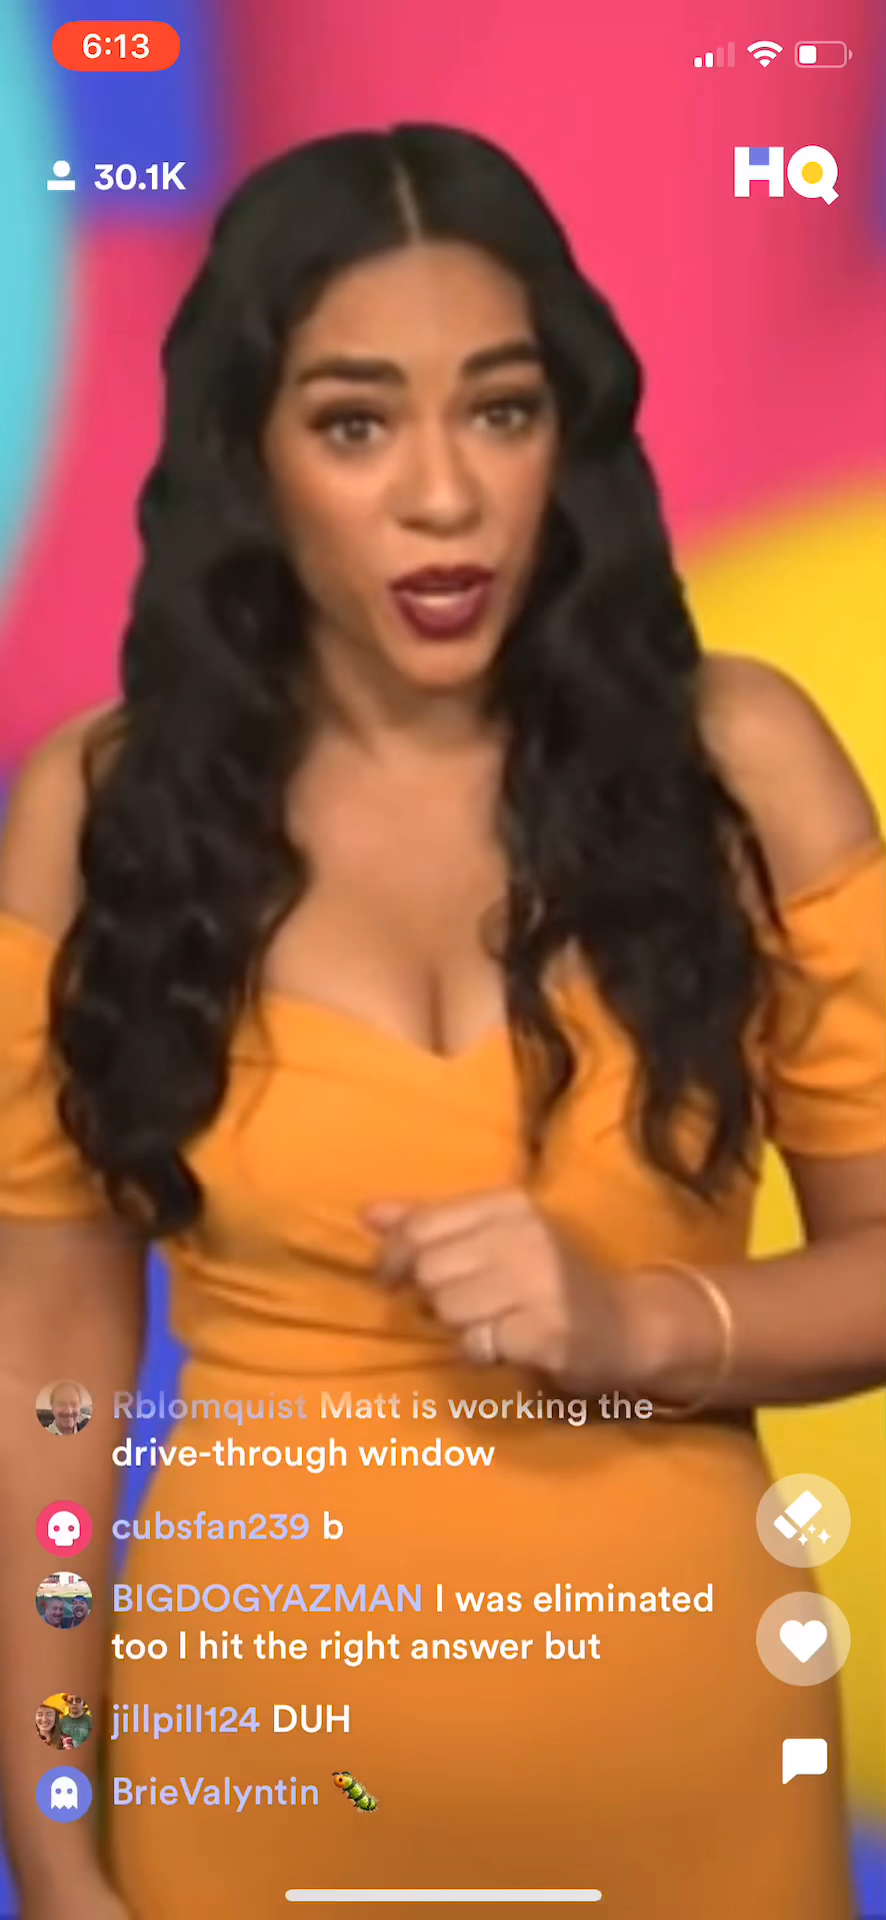 6:13
30.1K
HQ
Rblomquist Matt is working the
drive-through window
cubsfan239 b
BIGDOGYAZMAN I was eliminated
too I hit the right answer but
jillpill124 DUH
BrieValyntin 🐛